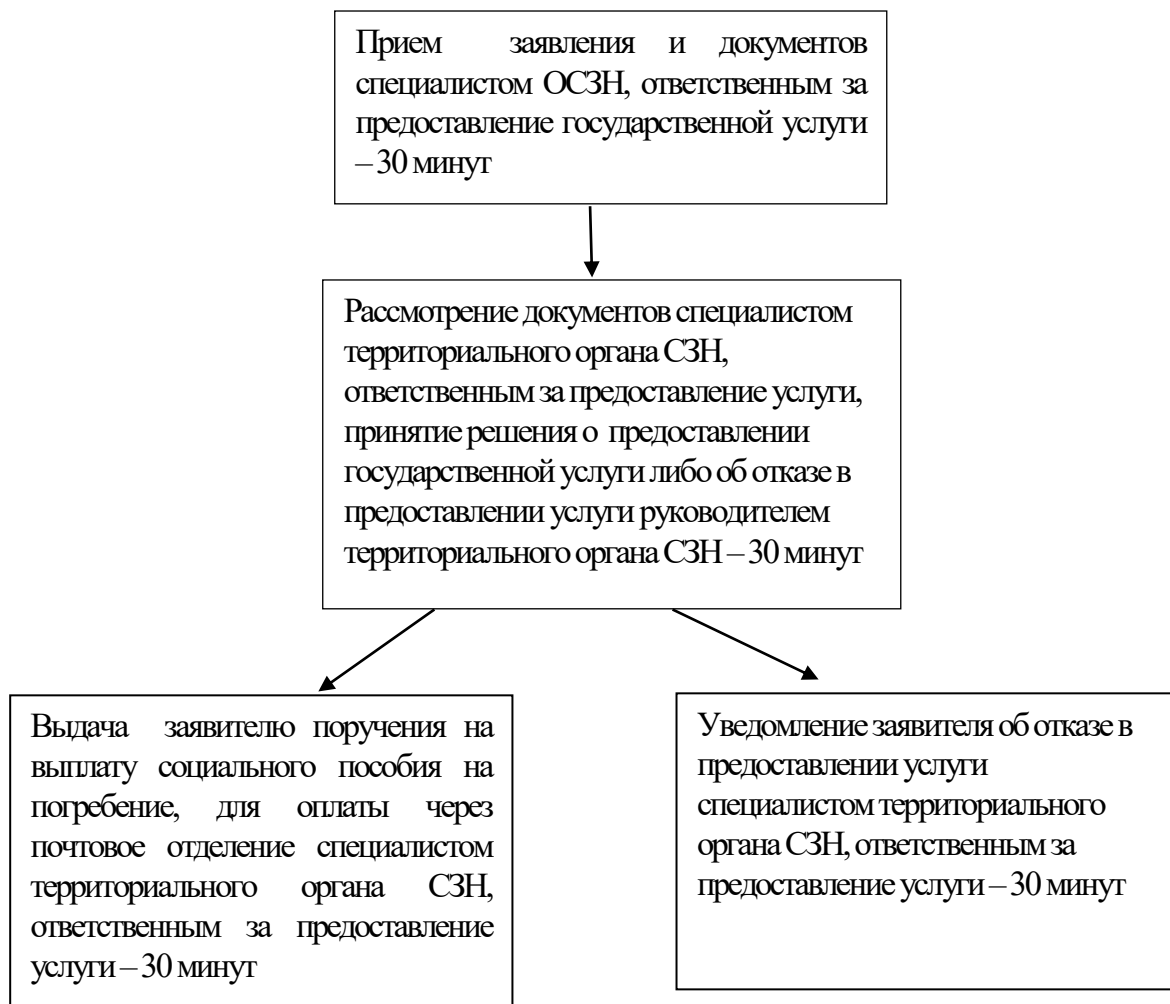 Прием заявления и документов
специалистом ОСЗН, ответственным за
предоставление государственной услуги
– 30 минут
Рассмотрение документов специалистом
территориального органа СЗН,
ответственным за предоставление услуги,
принятие решения о предоставлении
государственной услуги либо об отказе в
предоставлении услуги руководителем
территориального органа СЗН – 30 минут
Выдача заявителю поручения на
выплату социального пособия на
погребение, для оплаты через
почтовое отделение специалистом
территориального органа СЗН,
ответственным за предоставление
услуги – 30 минут
Уведомление заявителя об отказе в
предоставлении услуги
специалистом территориального
органа СЗН, ответственным за
предоставление услуги – 30 минут